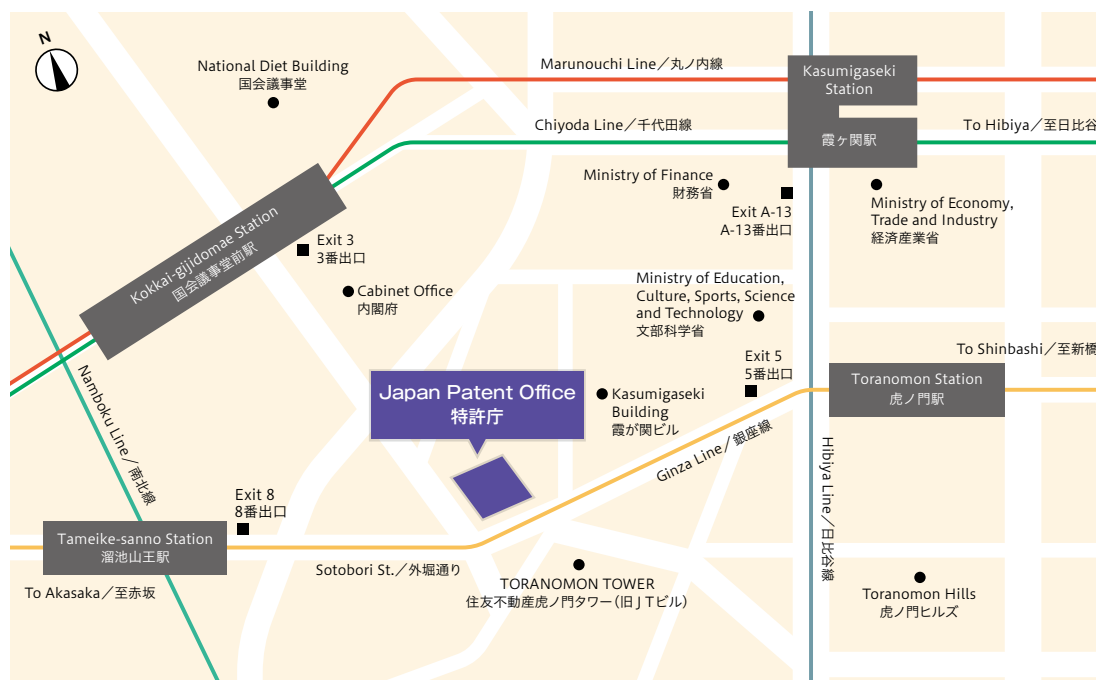 N
National Diet Building
国会議事堂
Marunouchi Line／丸ノ内線
Kasumigaseki
Station
霞ヶ関駅
Chiyoda Line／千代田線
To Hibiya／至日比谷
Ministry of Finance
財務省
Exit A-13
A-13番出口
Ministry of Economy,
Trade and Industry
経済産業省
Kokkai-gijidomae Station
国会議事堂前駅
Exit 3
3番出口
Cabinet Office
内閣府
Ministry of Education,
Culture, Sports, Science
and Technology
文部科学省
Exit 5
5番出口
To Shinbashi／至新橋
Toranomon Station
虎ノ門駅
Japan Patent Office
特許庁
Kasumigaseki
Building
霞が関ビル
Namboku Line／南北線
Ginza Line／銀座線
Hibiya Line／日比谷線
Exit 8
8番出口
Tameike-sanno Station
溜池山王駅
To Akasaka／至赤坂
Sotobori St.／外堀通り
TORANOMON TOWER
住友不動産虎ノ門タワー（旧ＪＴビル）
Toranomon Hills
虎ノ門ヒルズ